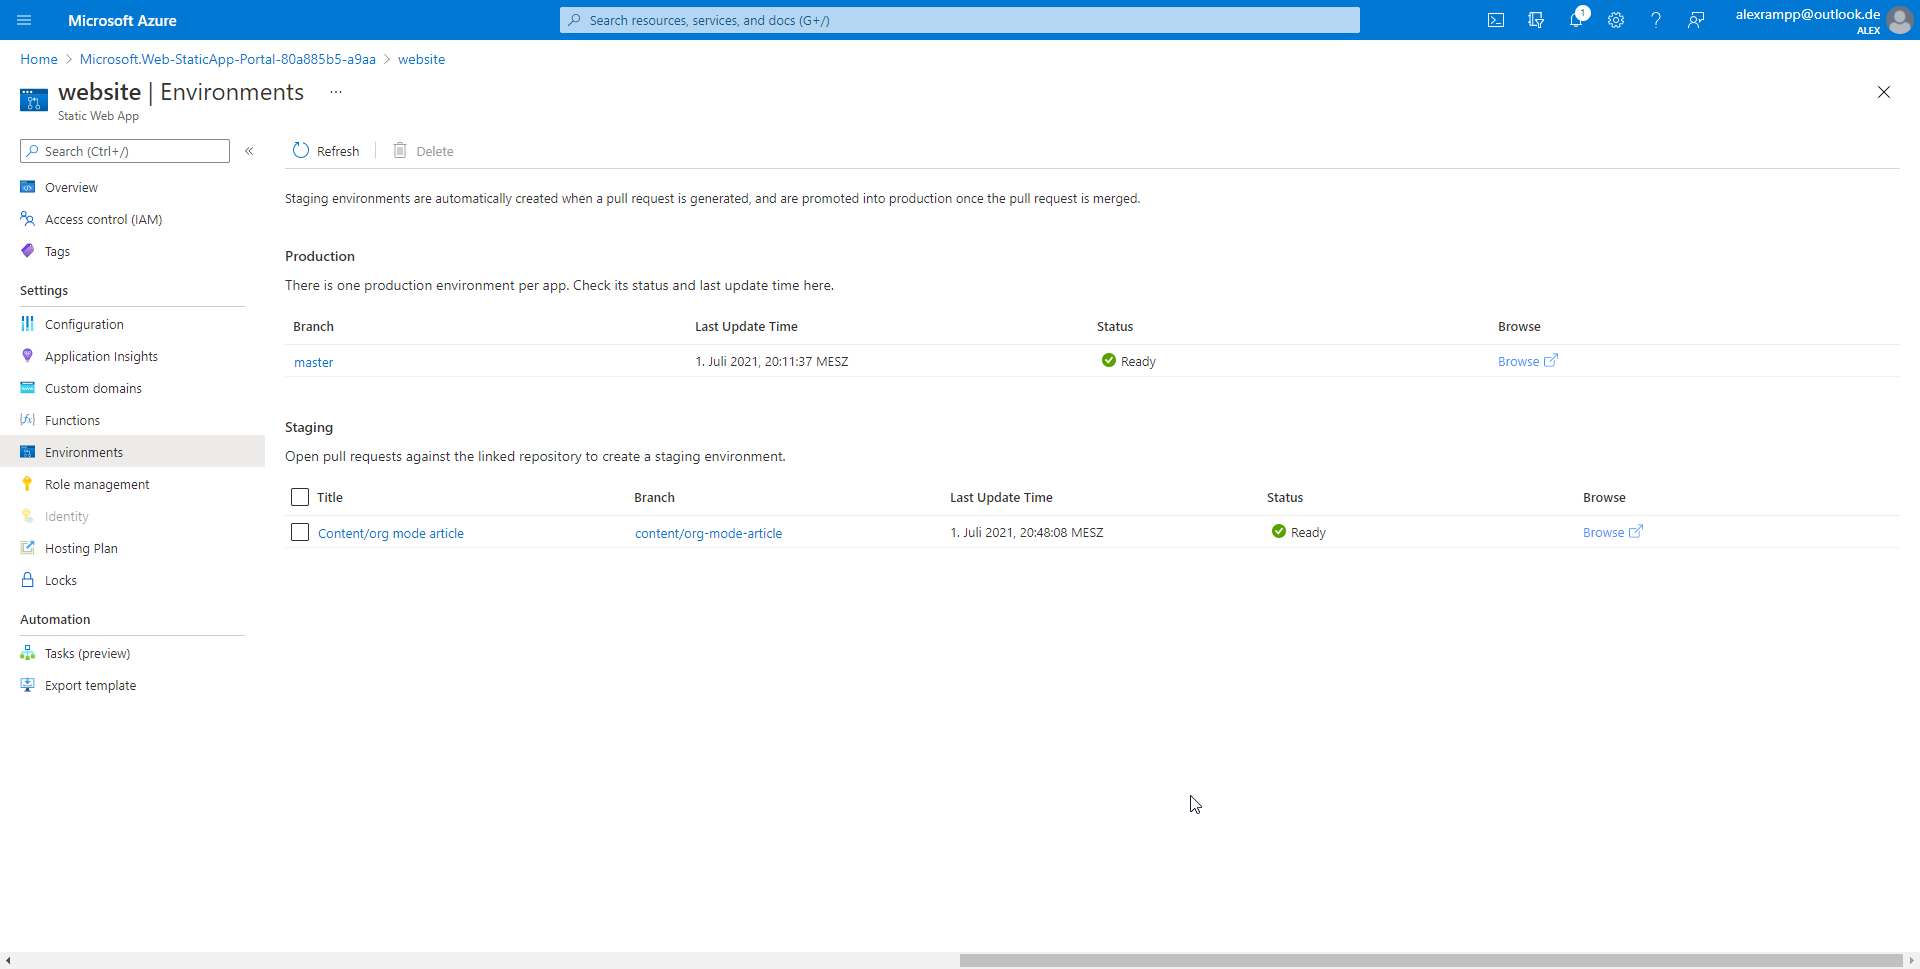 Microsoft Azure
Search resources, services, and docs (G+/)
1
alexrampp@outlook.de
ALEX
Home > Microsoft.Web-StaticApp-Portal-80a885b5-a9aa > website
website | Environments ...
Static Web App
Search (Ctrl+/)
«
Refresh
Delete
Overview
Access control (IAM)
Tags
Settings
Configuration
Application Insights
Custom domains
Functions
Environments
Role management
Identity
Hosting Plan
Locks
Automation
Tasks (preview)
Export template
Staging environments are automatically created when a pull request is generated, and are promoted into production once the pull request is merged.
Production
There is one production environment per app. Check its status and last update time here.
Branch Last Update Time Status Browse
master 1. Juli 2021, 20:11:37 MESZ Ready Browse
Staging
Open pull requests against the linked repository to create a staging environment.
Title Branch Last Update Time Status Browse
Content/org mode article content/org-mode-article 1. Juli 2021, 20:48:08 MESZ Ready Browse